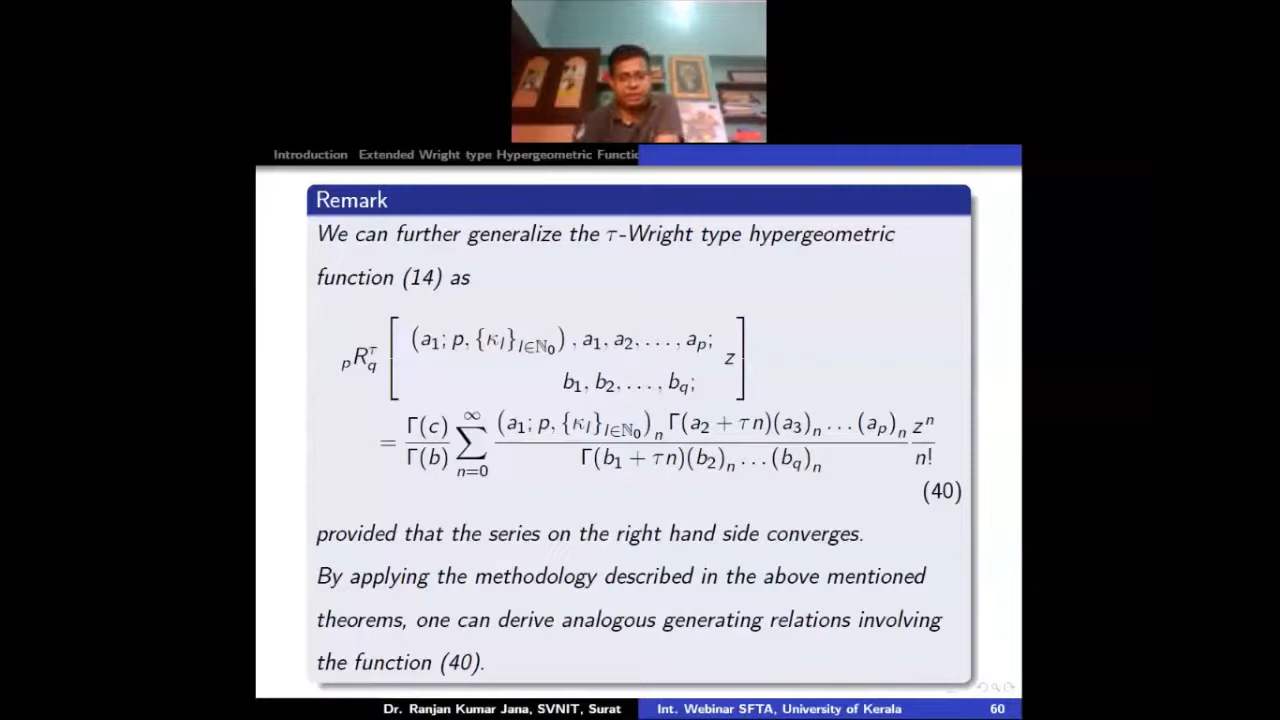 Introduction Extended Wright type Hypergeometric Functi
Remark
We can further generalize the τ-Wright type hypergeometric
function (14) as
${}_{p}R_{q}^{\tau}\left[\begin{array}{r}(a_1; p, \{\kappa_l\}_{l\in\mathbb{N}_0}), a_1, a_2, \ldots, a_p; \\ b_1, b_2, \ldots, b_q;\end{array} z\right]$
$= \frac{\Gamma(c)}{\Gamma(b)} \sum_{n=0}^{\infty} \frac{(a_1; p, \{\kappa_l\}_{l\in\mathbb{N}_0})_n \Gamma(a_2 + \tau n)(a_3)_n \ldots (a_p)_n}{\Gamma(b_1 + \tau n)(b_2)_n \ldots (b_q)_n} \frac{z^n}{n!}$
(40)
provided that the series on the right hand side converges.
By applying the methodology described in the above mentioned
theorems, one can derive analogous generating relations involving
the function (40).
Dr. Ranjan Kumar Jana, SVNIT, Surat Int. Webinar SFTA, University of Kerala 60